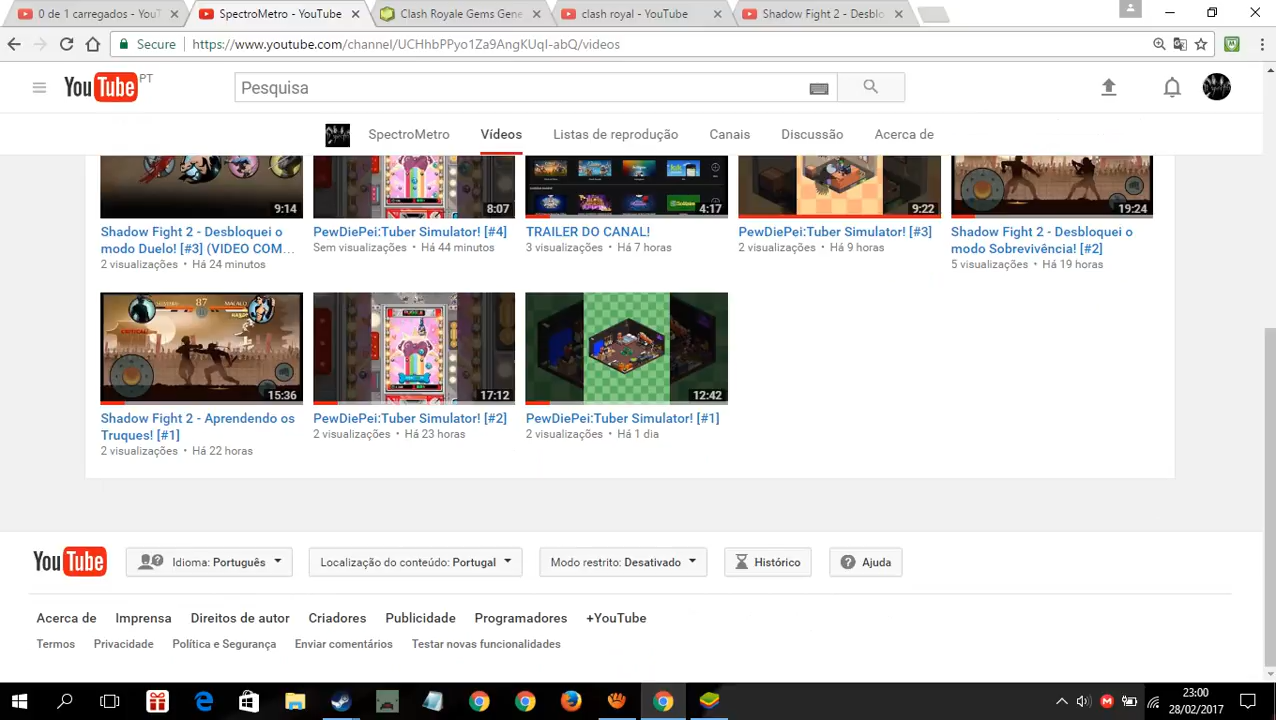 0 de 1 carregados - YouT
SpectroMetro - YouTube
Clash Royale Gems Gene
clash royal - YouTube
Shadow Fight 2 - Desblo
Secure
https://www.youtube.com/channel/UCHhbPPyo1Za9AngKUqI-abQ/videos
YouTube PT
Pesquisa
SpectroMetro
Vídeos
Listas de reprodução
Canais
Discussão
Acerca de
9:14
8:07
4:17
9:22
19:24
Shadow Fight 2 - Desbloquei o
modo Duelo! [#3] (VIDEO COM...
2 visualizações • Há 24 minutos
PewDiePei:Tuber Simulator! [#4]
Sem visualizações • Há 44 minutos
TRAILER DO CANAL!
3 visualizações • Há 7 horas
PewDiePei:Tuber Simulator! [#3]
2 visualizações • Há 9 horas
Shadow Fight 2 - Desbloquei o
modo Sobrevivência! [#2]
5 visualizações • Há 19 horas
87
15:36
17:12
12:42
Shadow Fight 2 - Aprendendo os
Truques! [#1]
2 visualizações • Há 22 horas
PewDiePei:Tuber Simulator! [#2]
2 visualizações • Há 23 horas
PewDiePei:Tuber Simulator! [#1]
2 visualizações • Há 1 dia
YouTube
Idioma: Português
Localização do conteúdo: Portugal
Modo restrito: Desativado
Histórico
Ajuda
Acerca de
Imprensa
Direitos de autor
Criadores
Publicidade
Programadores
+YouTube
Termos
Privacidade
Política e Segurança
Enviar comentários
Testar novas funcionalidades
23:00
28/02/2017